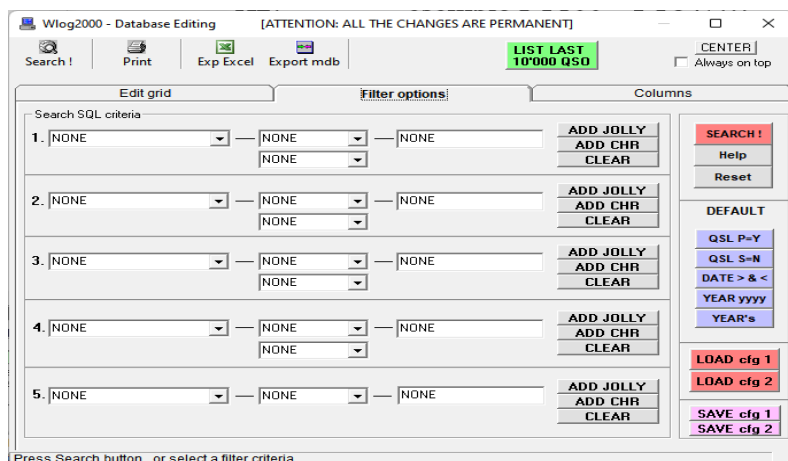 Wlog2000 - Database Editing [ATTENTION: ALL THE CHANGES ARE PERMANENT]
Search ! Print Exp Excel Export mdb LIST LAST 10'000 QSO CENTER
Always on top
Edit grid Filter options Columns
Search SQL criteria
1. NONE NONE NONE ADD JOLLY
ADD CHR
NONE CLEAR
2. NONE NONE NONE ADD JOLLY
ADD CHR
NONE CLEAR
3. NONE NONE NONE ADD JOLLY
ADD CHR
NONE CLEAR
4. NONE NONE NONE ADD JOLLY
ADD CHR
NONE CLEAR
5. NONE NONE NONE ADD JOLLY
ADD CHR
CLEAR
SEARCH !
Help
Reset
DEFAULT
QSL P=Y
QSL S=N
DATE > & <
YEAR yyyy
YEAR's
LOAD cfg 1
LOAD cfg 2
SAVE cfg 1
SAVE cfg 2
Press Search button or select a filter criteria